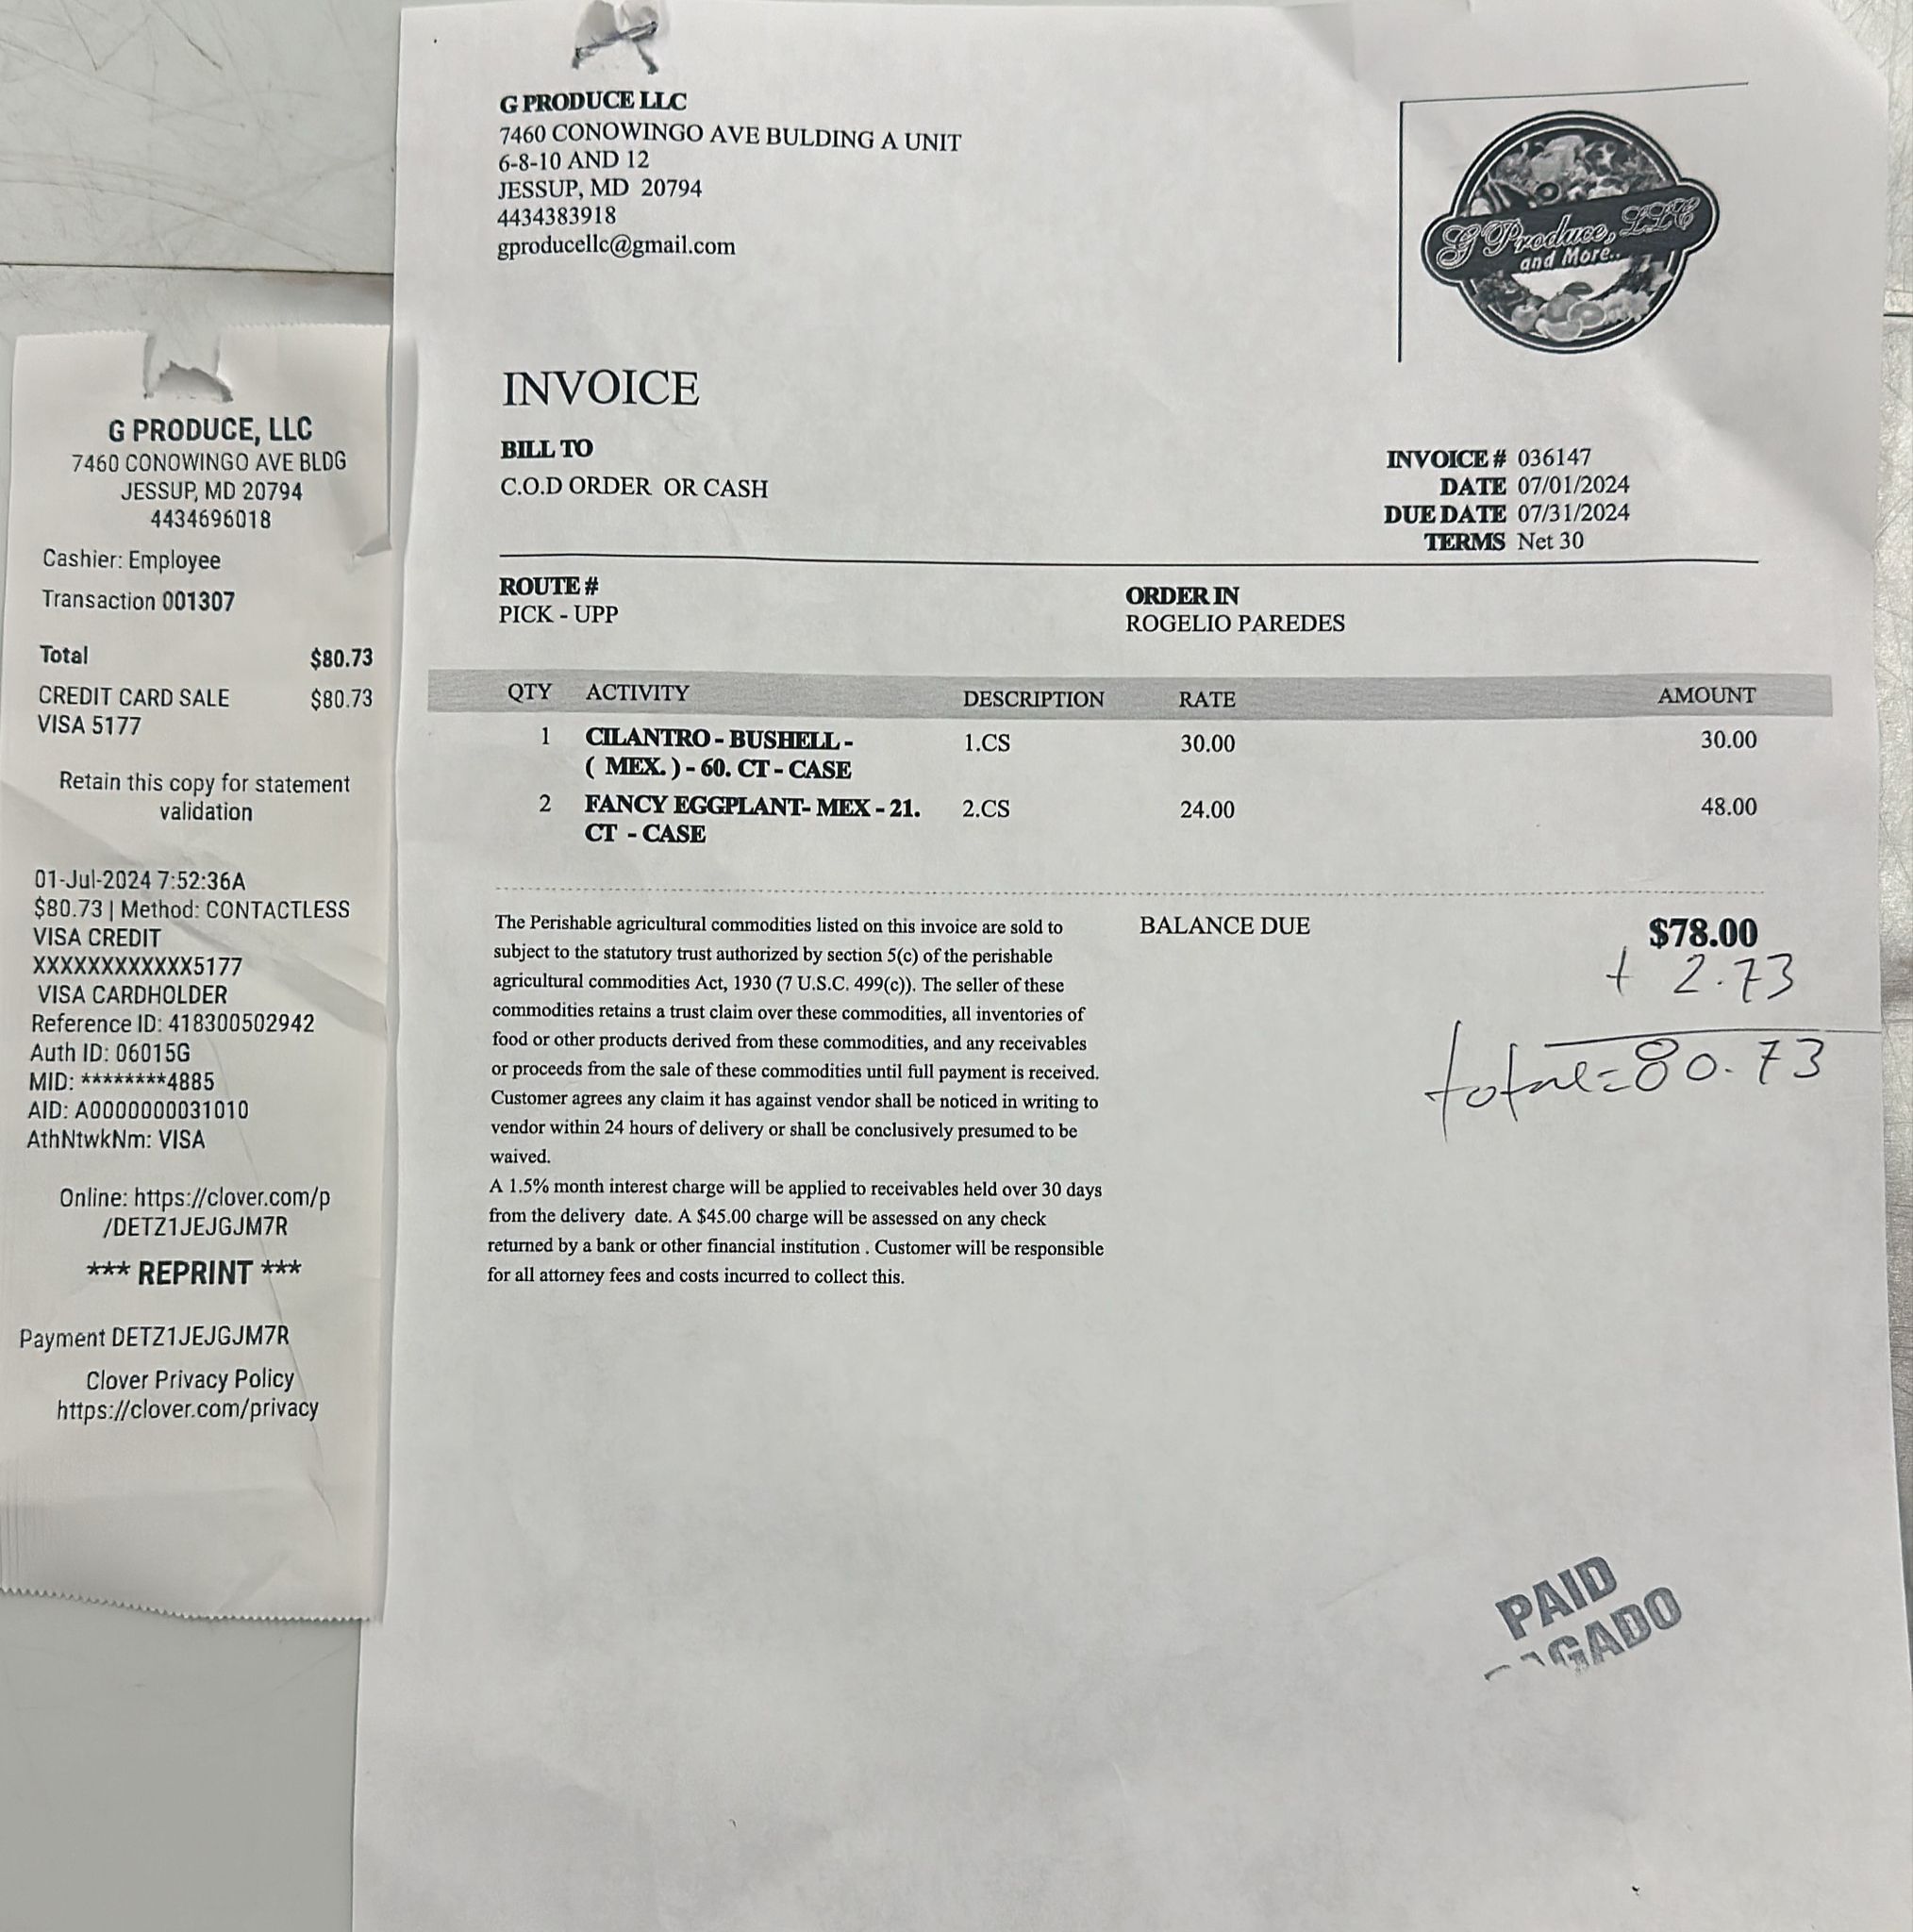 G PRODUCE, LLC
7460 CONOWINGO AVE BLDG
JESSUP, MD 20794
4434696018
Cashier: Employee
Transaction 001307
Total $80.73
CREDIT CARD SALE $80.73
VISA 5177
Retain this copy for statement
validation
01-Jul-2024 7:52:36A
$80.73 | Method: CONTACTLESS
VISA CREDIT
XXXXXXXXXXXX5177
VISA CARDHOLDER
Reference ID: 418300502942
Auth ID: 06015G
MID: ********4885
AID: A0000000031010
AthNtwkNm: VISA
Online: https://clover.com/p
/DETZ1JEJGJM7R
*** REPRINT ***
Payment DETZ1JEJGJM7R
Clover Privacy Policy
https://clover.com/privacy
G PRODUCE LLC
7460 CONOWINGO AVE BULDING A UNIT
6-8-10 AND 12
JESSUP, MD 20794
4434383918
gproducellc@gmail.com
G Produce, LLC
and More..
INVOICE
BILL TO
C.O.D ORDER OR CASH
INVOICE # 036147
DATE 07/01/2024
DUE DATE 07/31/2024
TERMS Net 30
ROUTE #
PICK - UPP
ORDER IN
ROGELIO PAREDES
QTY ACTIVITY DESCRIPTION RATE AMOUNT
1 CILANTRO - BUSHELL - 1.CS 30.00 30.00
( MEX. ) - 60. CT - CASE
2 FANCY EGGPLANT- MEX - 21. 2.CS 24.00 48.00
CT - CASE
The Perishable agricultural commodities listed on this invoice are sold to
subject to the statutory trust authorized by section 5(c) of the perishable
agricultural commodities Act, 1930 (7 U.S.C. 499(c)). The seller of these
commodities retains a trust claim over these commodities, all inventories of
food or other products derived from these commodities, and any receivables
or proceeds from the sale of these commodities until full payment is received.
Customer agrees any claim it has against vendor shall be noticed in writing to
vendor within 24 hours of delivery or shall be conclusively presumed to be
waived.
A 1.5% month interest charge will be applied to receivables held over 30 days
from the delivery date. A $45.00 charge will be assessed on any check
returned by a bank or other financial institution . Customer will be responsible
for all attorney fees and costs incurred to collect this.
BALANCE DUE $78.00
+ 2.73
total=80.73
PAID
PAGADO